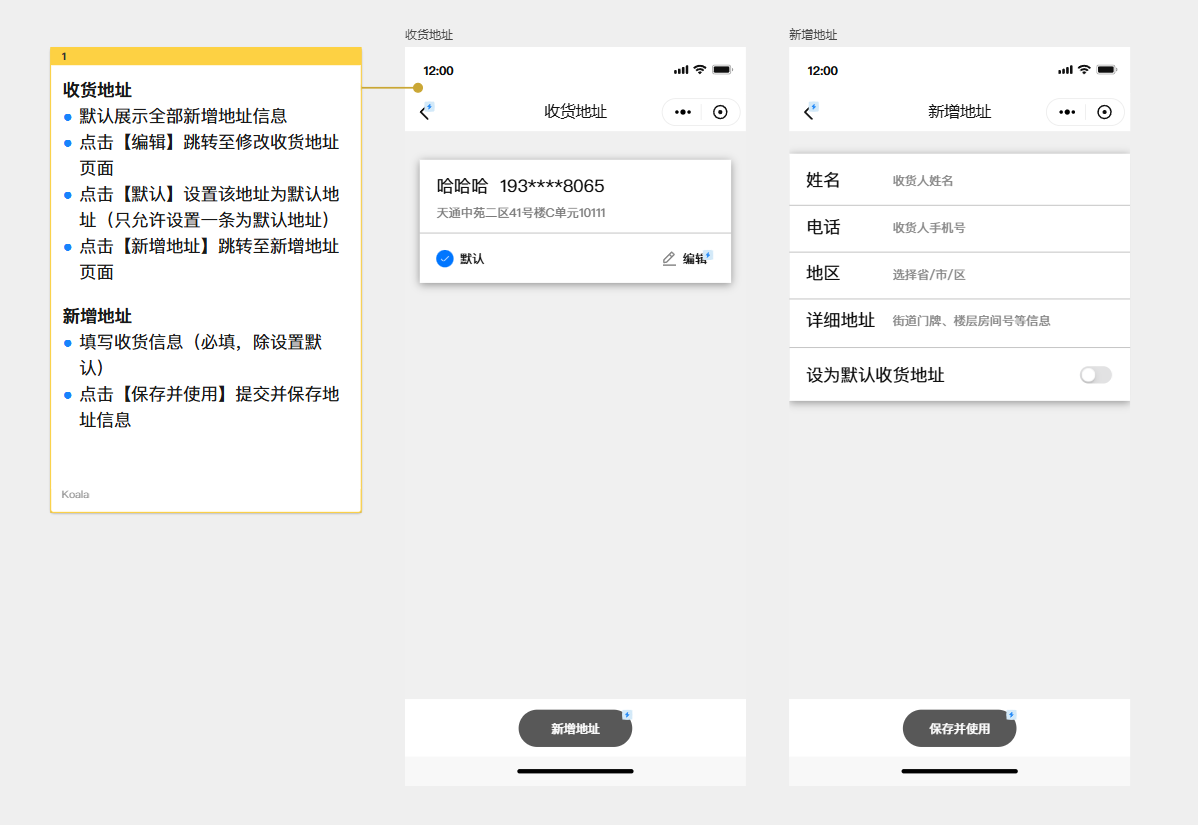 1
收货地址
默认展示全部新增地址信息
点击【编辑】跳转至修改收货地址
页面
点击【默认】设置该地址为默认地
址（只允许设置一条为默认地址）
点击【新增地址】跳转至新增地址
页面
新增地址
填写收货信息（必填，除设置默
认）
点击【保存并使用】提交并保存地
址信息
Koala
收货地址
12:00
收货地址
哈哈哈 193****8065
天通中苑二区41号楼C单元10111
默认 编辑
新增地址
新增地址
12:00
新增地址
姓名 收货人姓名
电话 收货人手机号
地区 选择省/市/区
详细地址 街道门牌、楼层房间号等信息
设为默认收货地址
保存并使用